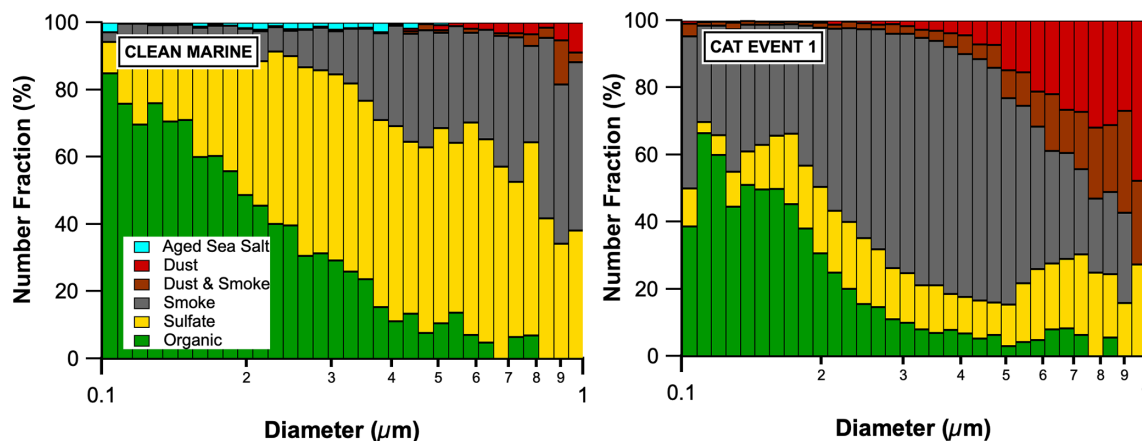 CLEAN MARINE
Number Fraction (%)
100
80
60
40
20
0
Aged Sea Salt
Dust
Dust & Smoke
Smoke
Sulfate
Organic
0.1 2 3 4 5 6 7 8 9 1
Diameter (µm)
CAT EVENT 1
Number Fraction (%)
100
80
60
40
20
0
0.1 2 3 4 5 6 7 8 9 1
Diameter (µm)